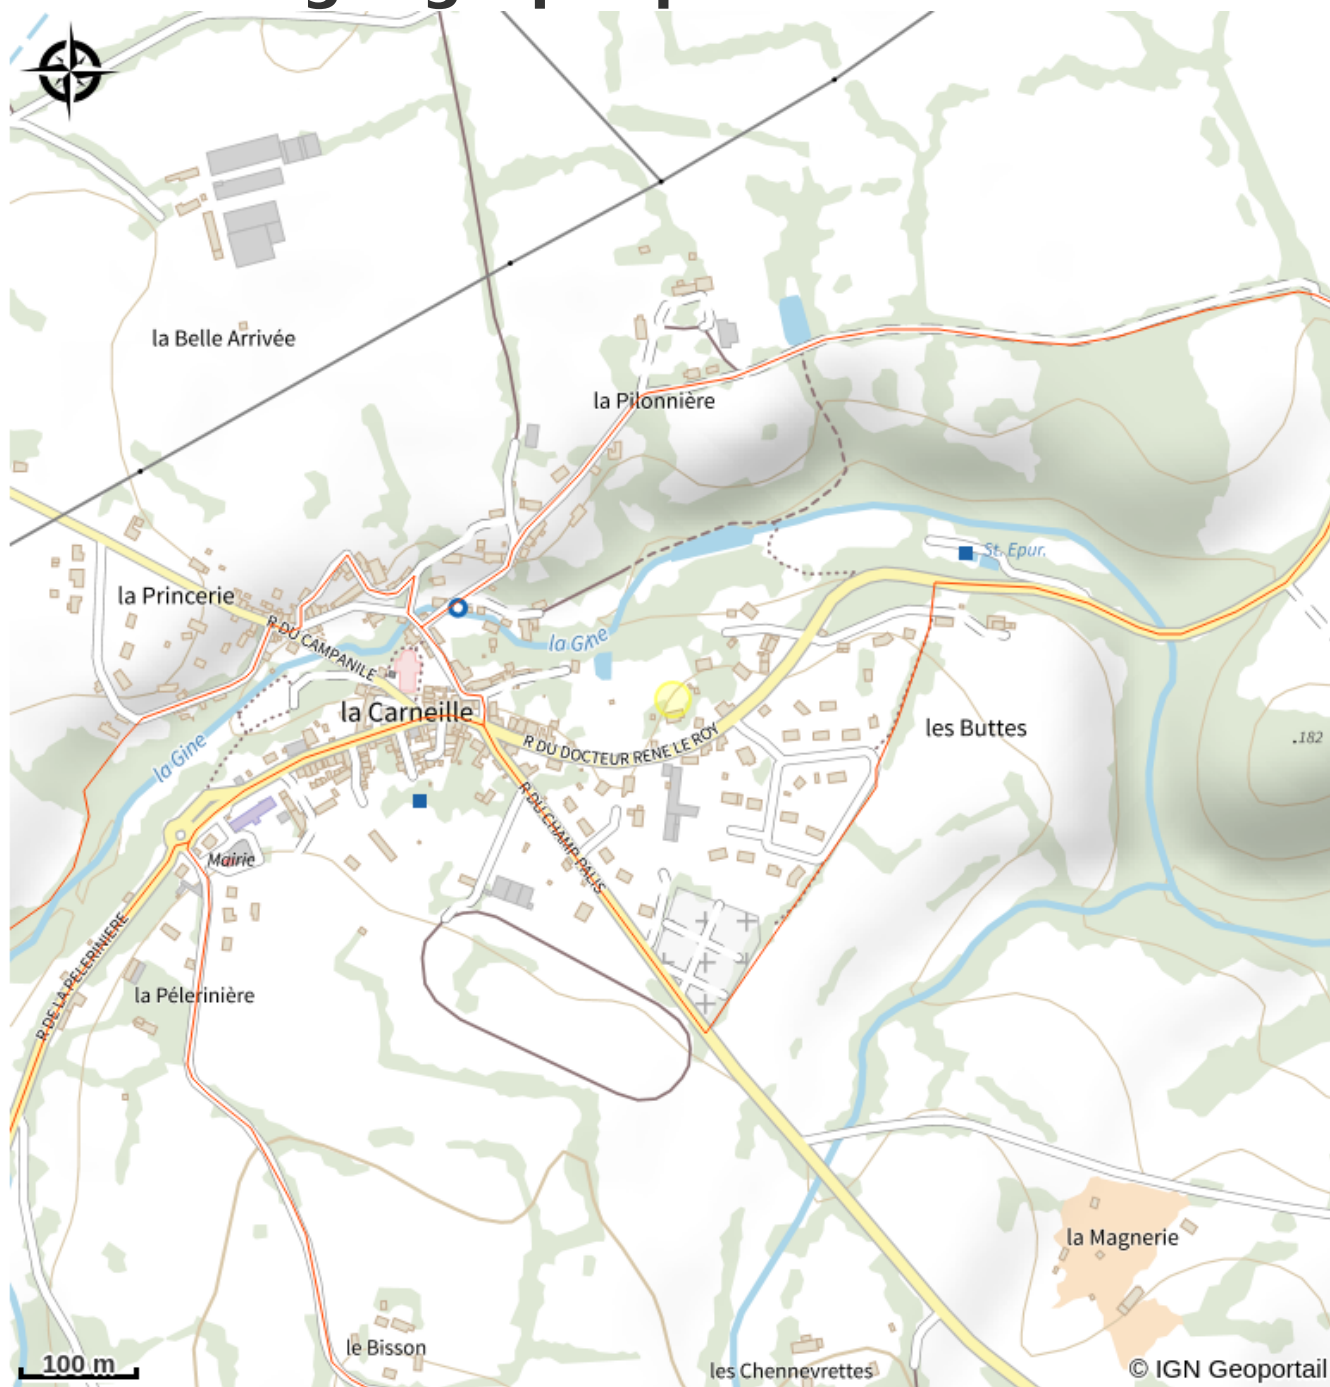 la Belle Arrivée
la Pilonnière
St. Epur.
la Princerie
R DU CAMPANILE
la Gine
la Carneille
R DU DOCTEUR RENE LE ROY
les Buttes
.182
la Gine
R DU CHAMP PALIS
Mairie
R DE LA PELERINIERE
la Pélerinière
la Magnerie
le Bisson
les Chennevrettes
100 m
© IGN Geoportail